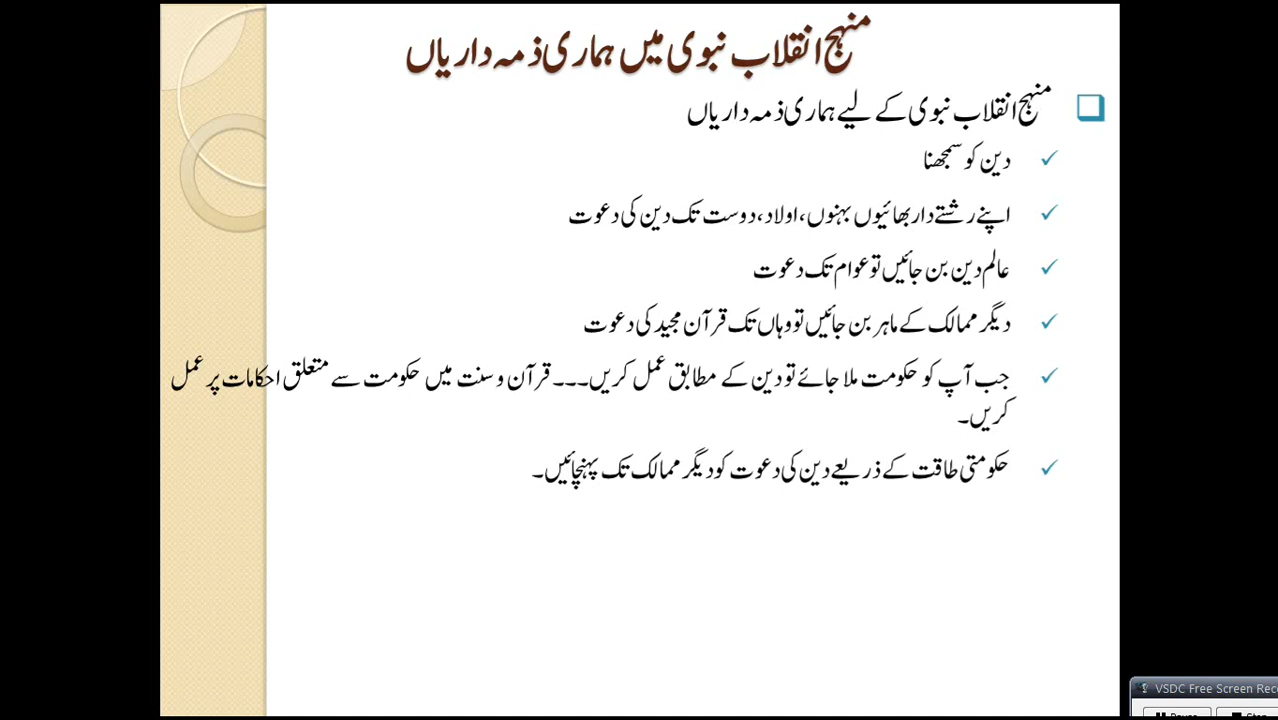 منہج انقلاب نبوی میں ہماری ذمہ داریاں
منہج انقلاب نبوی کے لیے ہماری ذمہ داریاں
دین کو سمجھنا
اپنے رشتے دار بھائیوں بہنوں، اولاد، دوست تک دین کی دعوت
عالم دین بن جائیں تو عوام تک دعوت
دیگر ممالک کے ماہر بن جائیں تو وہاں تک قرآن مجید کی دعوت
جب آپ کو حکومت ملا جائے تو دین کے مطابق عمل کریں۔۔۔ قرآن و سنت میں حکومت سے متعلق احکامات پر عمل
کریں۔
حکومتی طاقت کے ذریعے دین کی دعوت کو دیگر ممالک تک پہنچائیں۔
VSDC Free Screen Rec